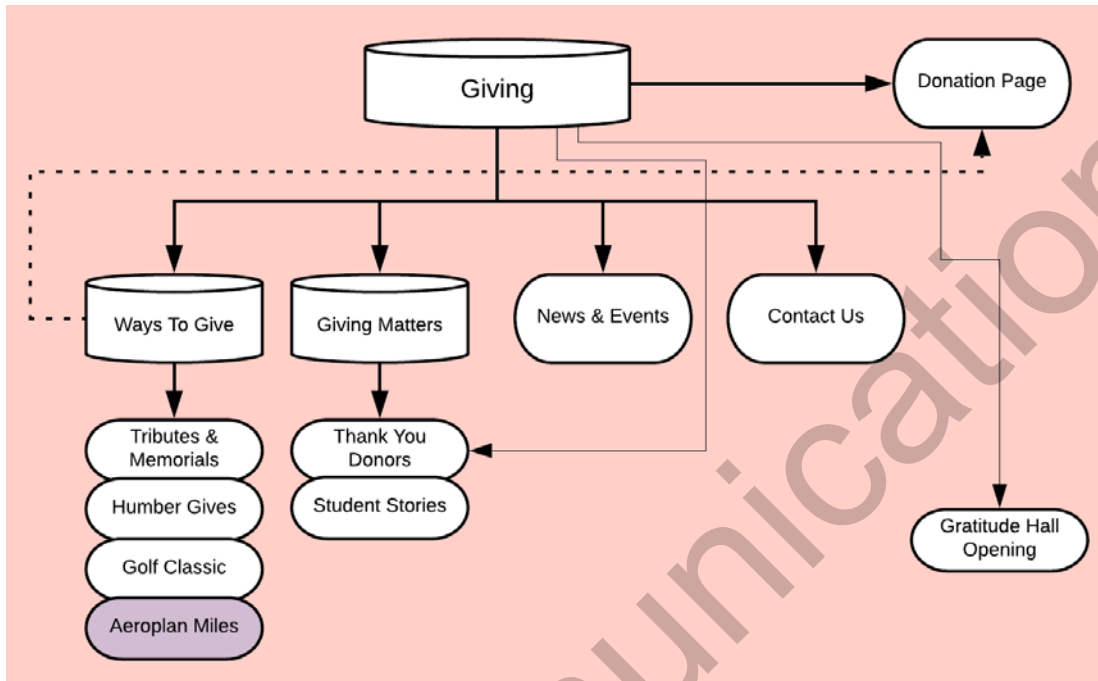 Giving
Donation Page
Ways To Give
Giving Matters
News & Events
Contact Us
Tributes &
Memorials
Humber Gives
Golf Classic
Aeroplan Miles
Thank You
Donors
Student Stories
Gratitude Hall
Opening
unication